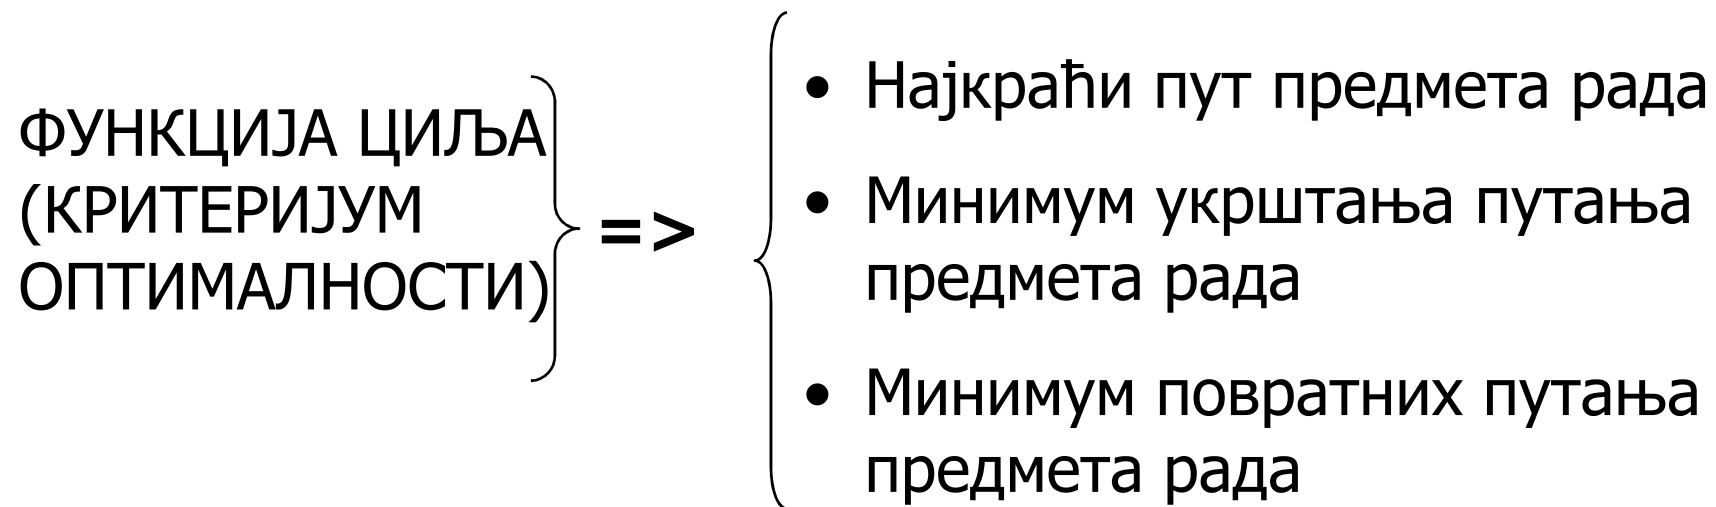 ФУНКЦИЈА ЦИЉА
(КРИТЕРИЈУМ
ОПТИМАЛНОСТИ)
=>
• Најкраћи пут предмета рада
• Минимум укрштања путања
предмета рада
• Минимум повратних путања
предмета рада